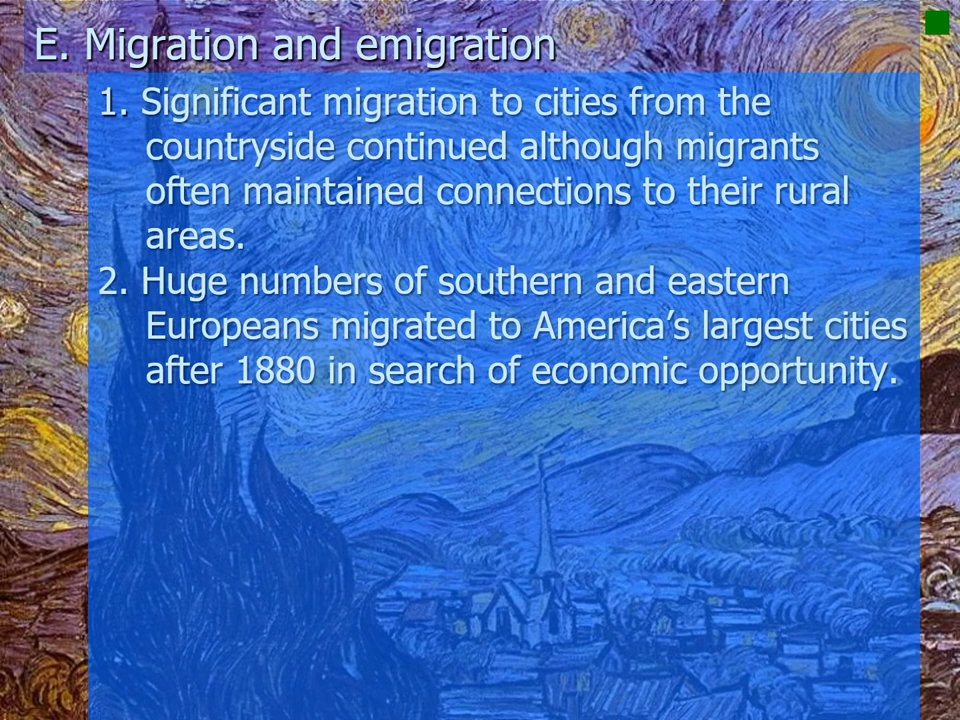 E. Migration and emigration
1. Significant migration to cities from the
countryside continued although migrants
often maintained connections to their rural
areas.
2. Huge numbers of southern and eastern
Europeans migrated to America’s largest cities
after 1880 in search of economic opportunity.